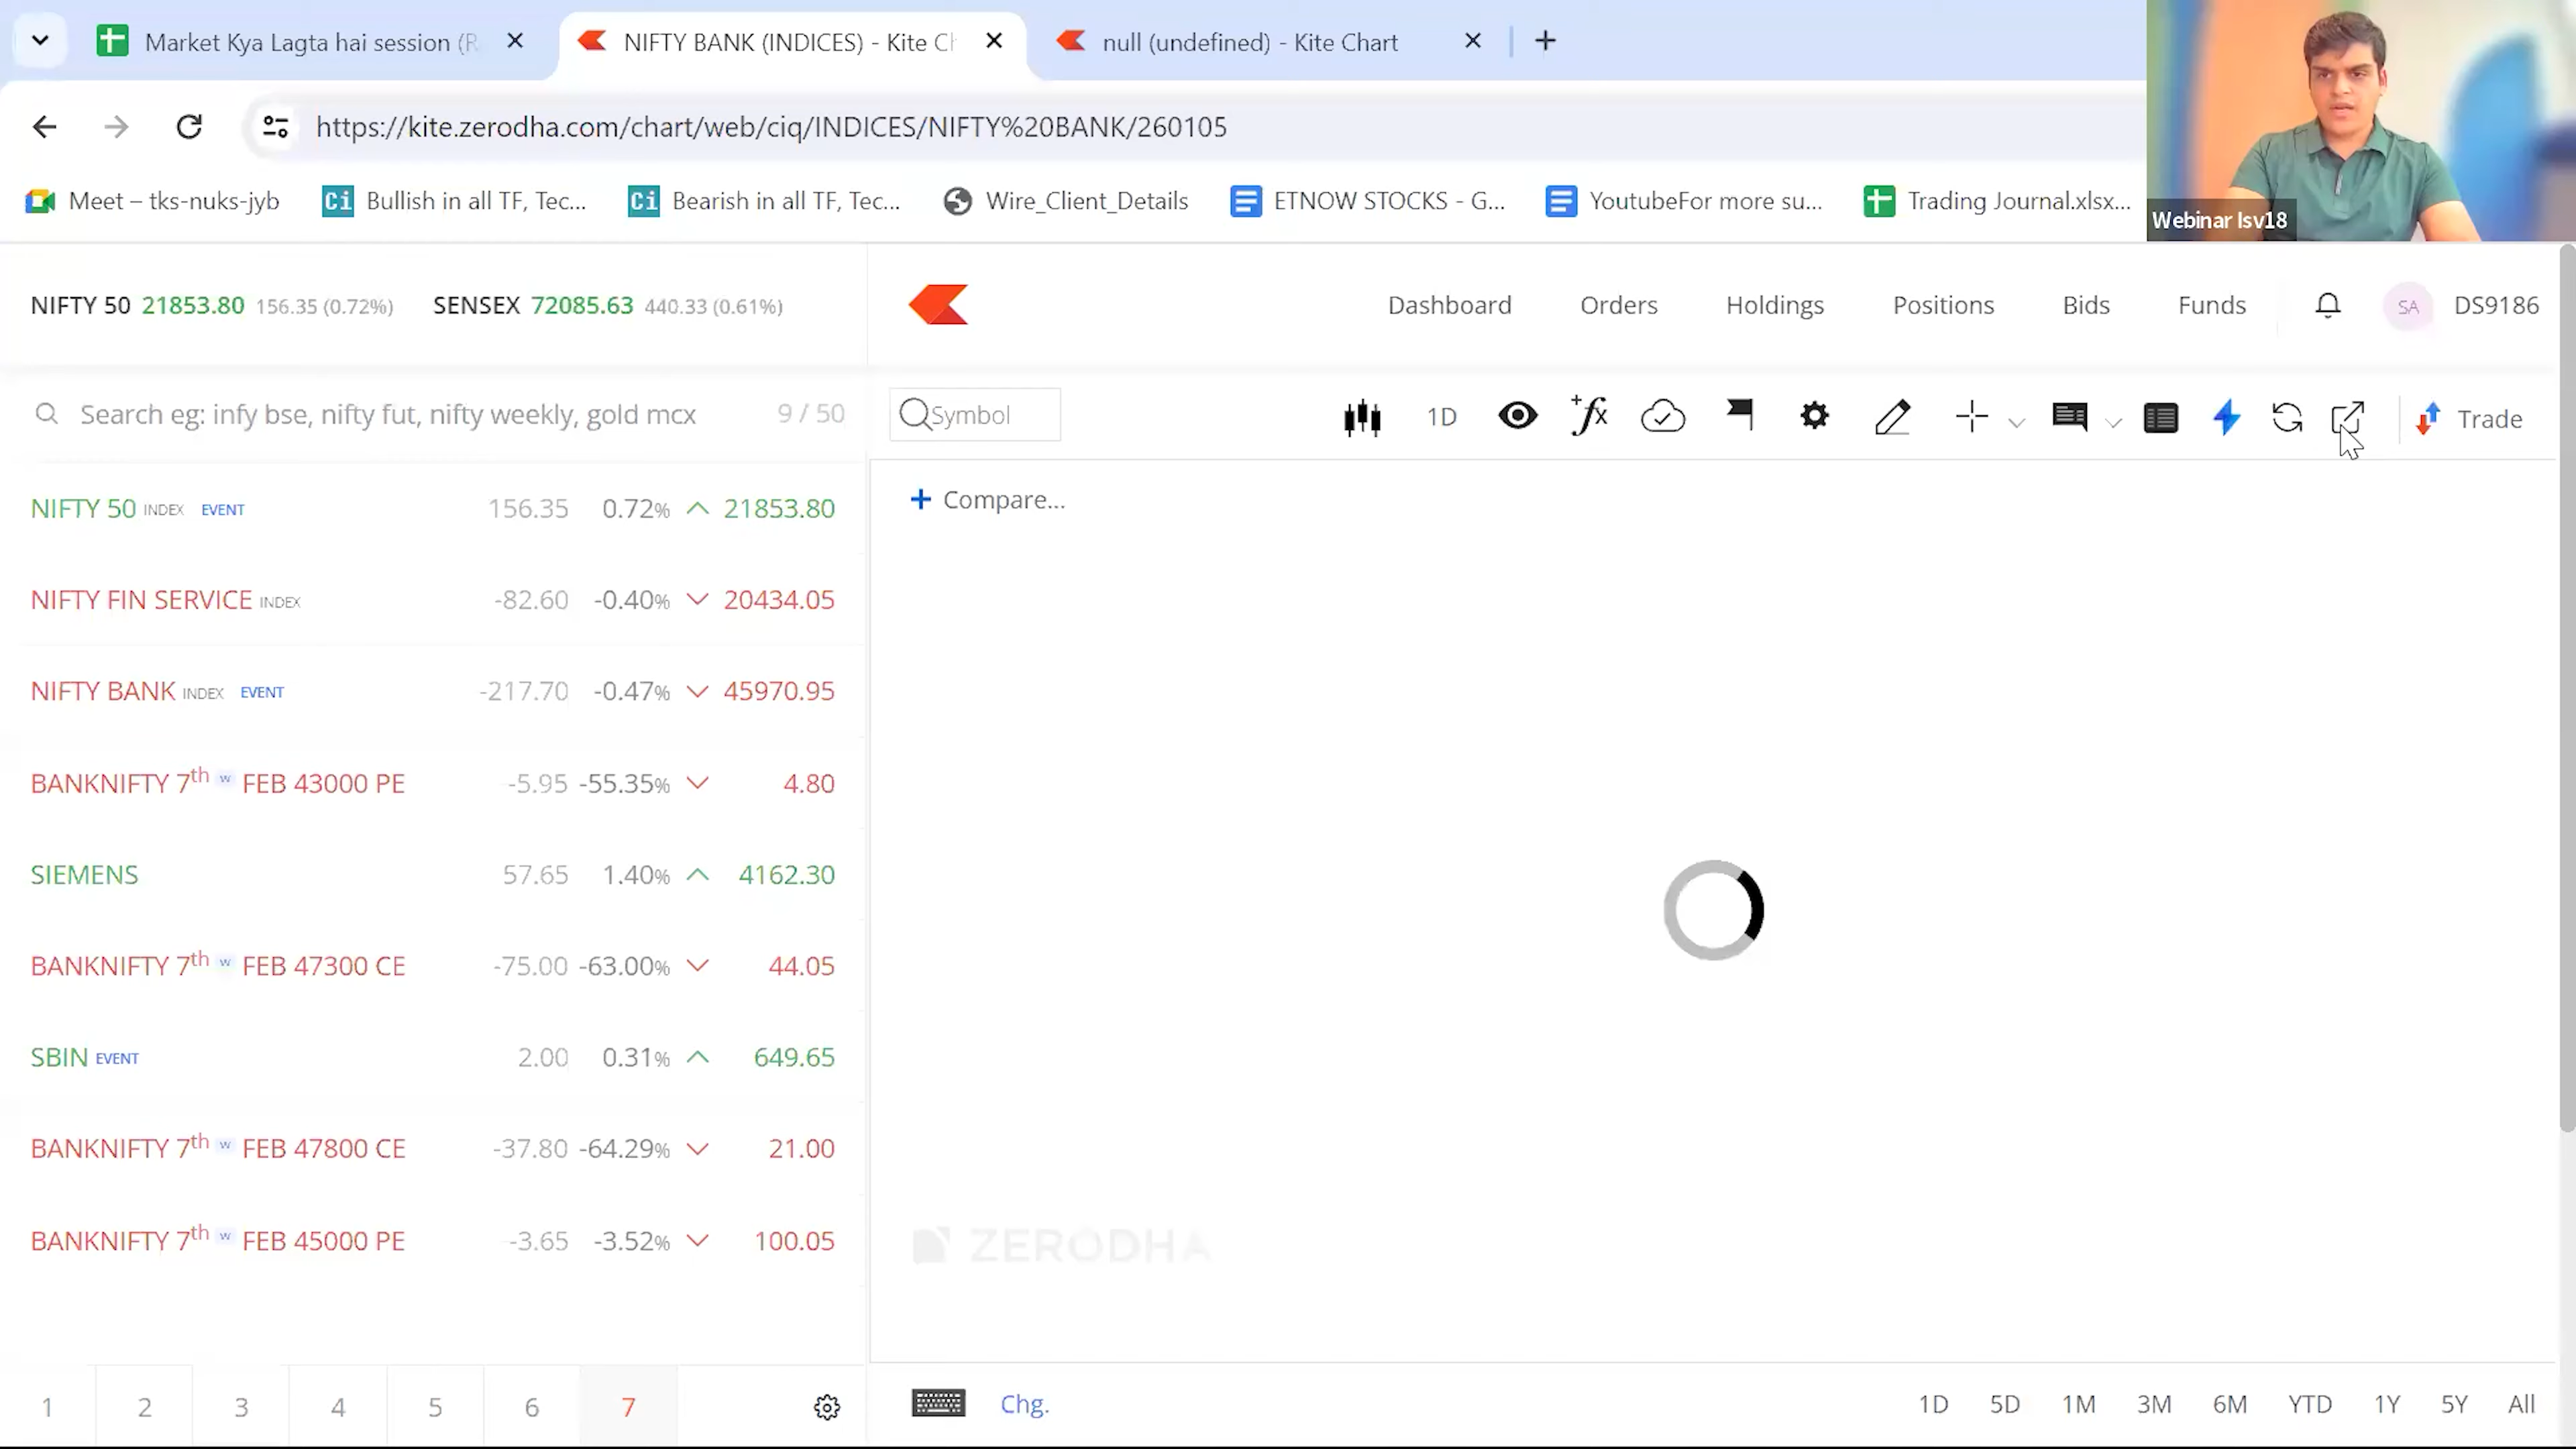 Market Kya Lagta hai session (R
NIFTY BANK (INDICES) - Kite Ch
null (undefined) - Kite Chart
https://kite.zerodha.com/chart/web/ciq/INDICES/NIFTY%20BANK/260105
Meet – tks-nuks-jyb
Ci Bullish in all TF, Tec...
Ci Bearish in all TF, Tec...
Wire_Client_Details
ETNOW STOCKS - G...
YoutubeFor more su...
Trading Journal.xlsx...
Webinar Isv18
NIFTY 50 21853.80 156.35 (0.72%) SENSEX 72085.63 440.33 (0.61%)
Dashboard Orders Holdings Positions Bids Funds SA DS9186
Search eg: infy bse, nifty fut, nifty weekly, gold mcx 9 / 50
Symbol 1D fx Trade
+ Compare...
NIFTY 50 INDEX EVENT 156.35 0.72% 21853.80
NIFTY FIN SERVICE INDEX -82.60 -0.40% 20434.05
NIFTY BANK INDEX EVENT -217.70 -0.47% 45970.95
BANKNIFTY 7th w FEB 43000 PE -5.95 -55.35% 4.80
SIEMENS 57.65 1.40% 4162.30
BANKNIFTY 7th w FEB 47300 CE -75.00 -63.00% 44.05
SBIN EVENT 2.00 0.31% 649.65
BANKNIFTY 7th w FEB 47800 CE -37.80 -64.29% 21.00
BANKNIFTY 7th w FEB 45000 PE -3.65 -3.52% 100.05
ZERODHA
1 2 3 4 5 6 7
Chg. 1D 5D 1M 3M 6M YTD 1Y 5Y All